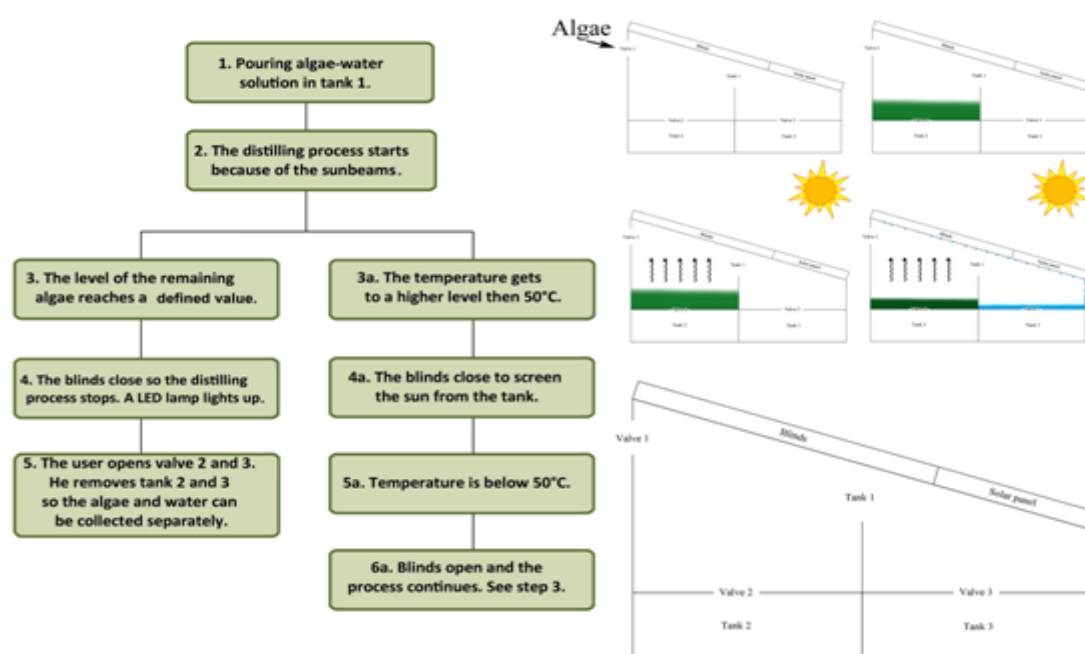 1. Pouring algae-water
solution in tank 1.
2. The distilling process starts
because of the sunbeams.
3. The level of the remaining
algae reaches a defined value.
4. The blinds close so the distilling
process stops. A LED lamp lights up.
5. The user opens valve 2 and 3.
He removes tank 2 and 3
so the algae and water can
be collected separately.
3a. The temperature gets
to a higher level then 50°C.
4a. The blinds close to screen
the sun from the tank.
5a. Temperature is below 50°C.
6a. Blinds open and the
process continues. See step 3.
Algae
Valve 1
Blinds
Solar panel
Tank 1
Valve 2
Valve 3
Tank 2
Tank 3